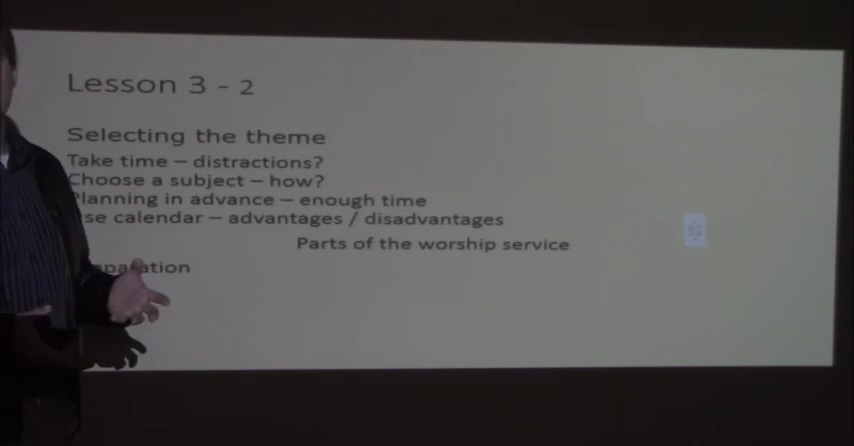 Lesson 3 - 2
Selecting the theme
Take time – distractions?
Choose a subject – how?
Planning in advance – enough time
calendar – advantages / disadvantages
Parts of the worship service